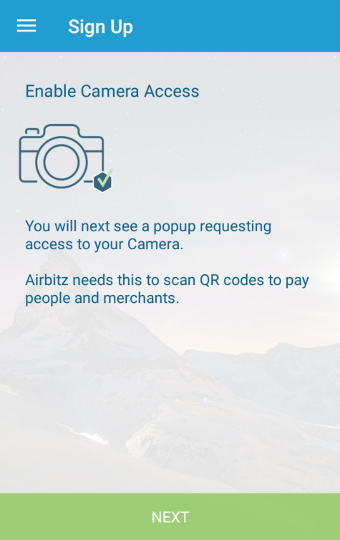 Sign Up
Enable Camera Access
You will next see a popup requesting
access to your Camera.
Airbitz needs this to scan QR codes to pay
people and merchants.
NEXT